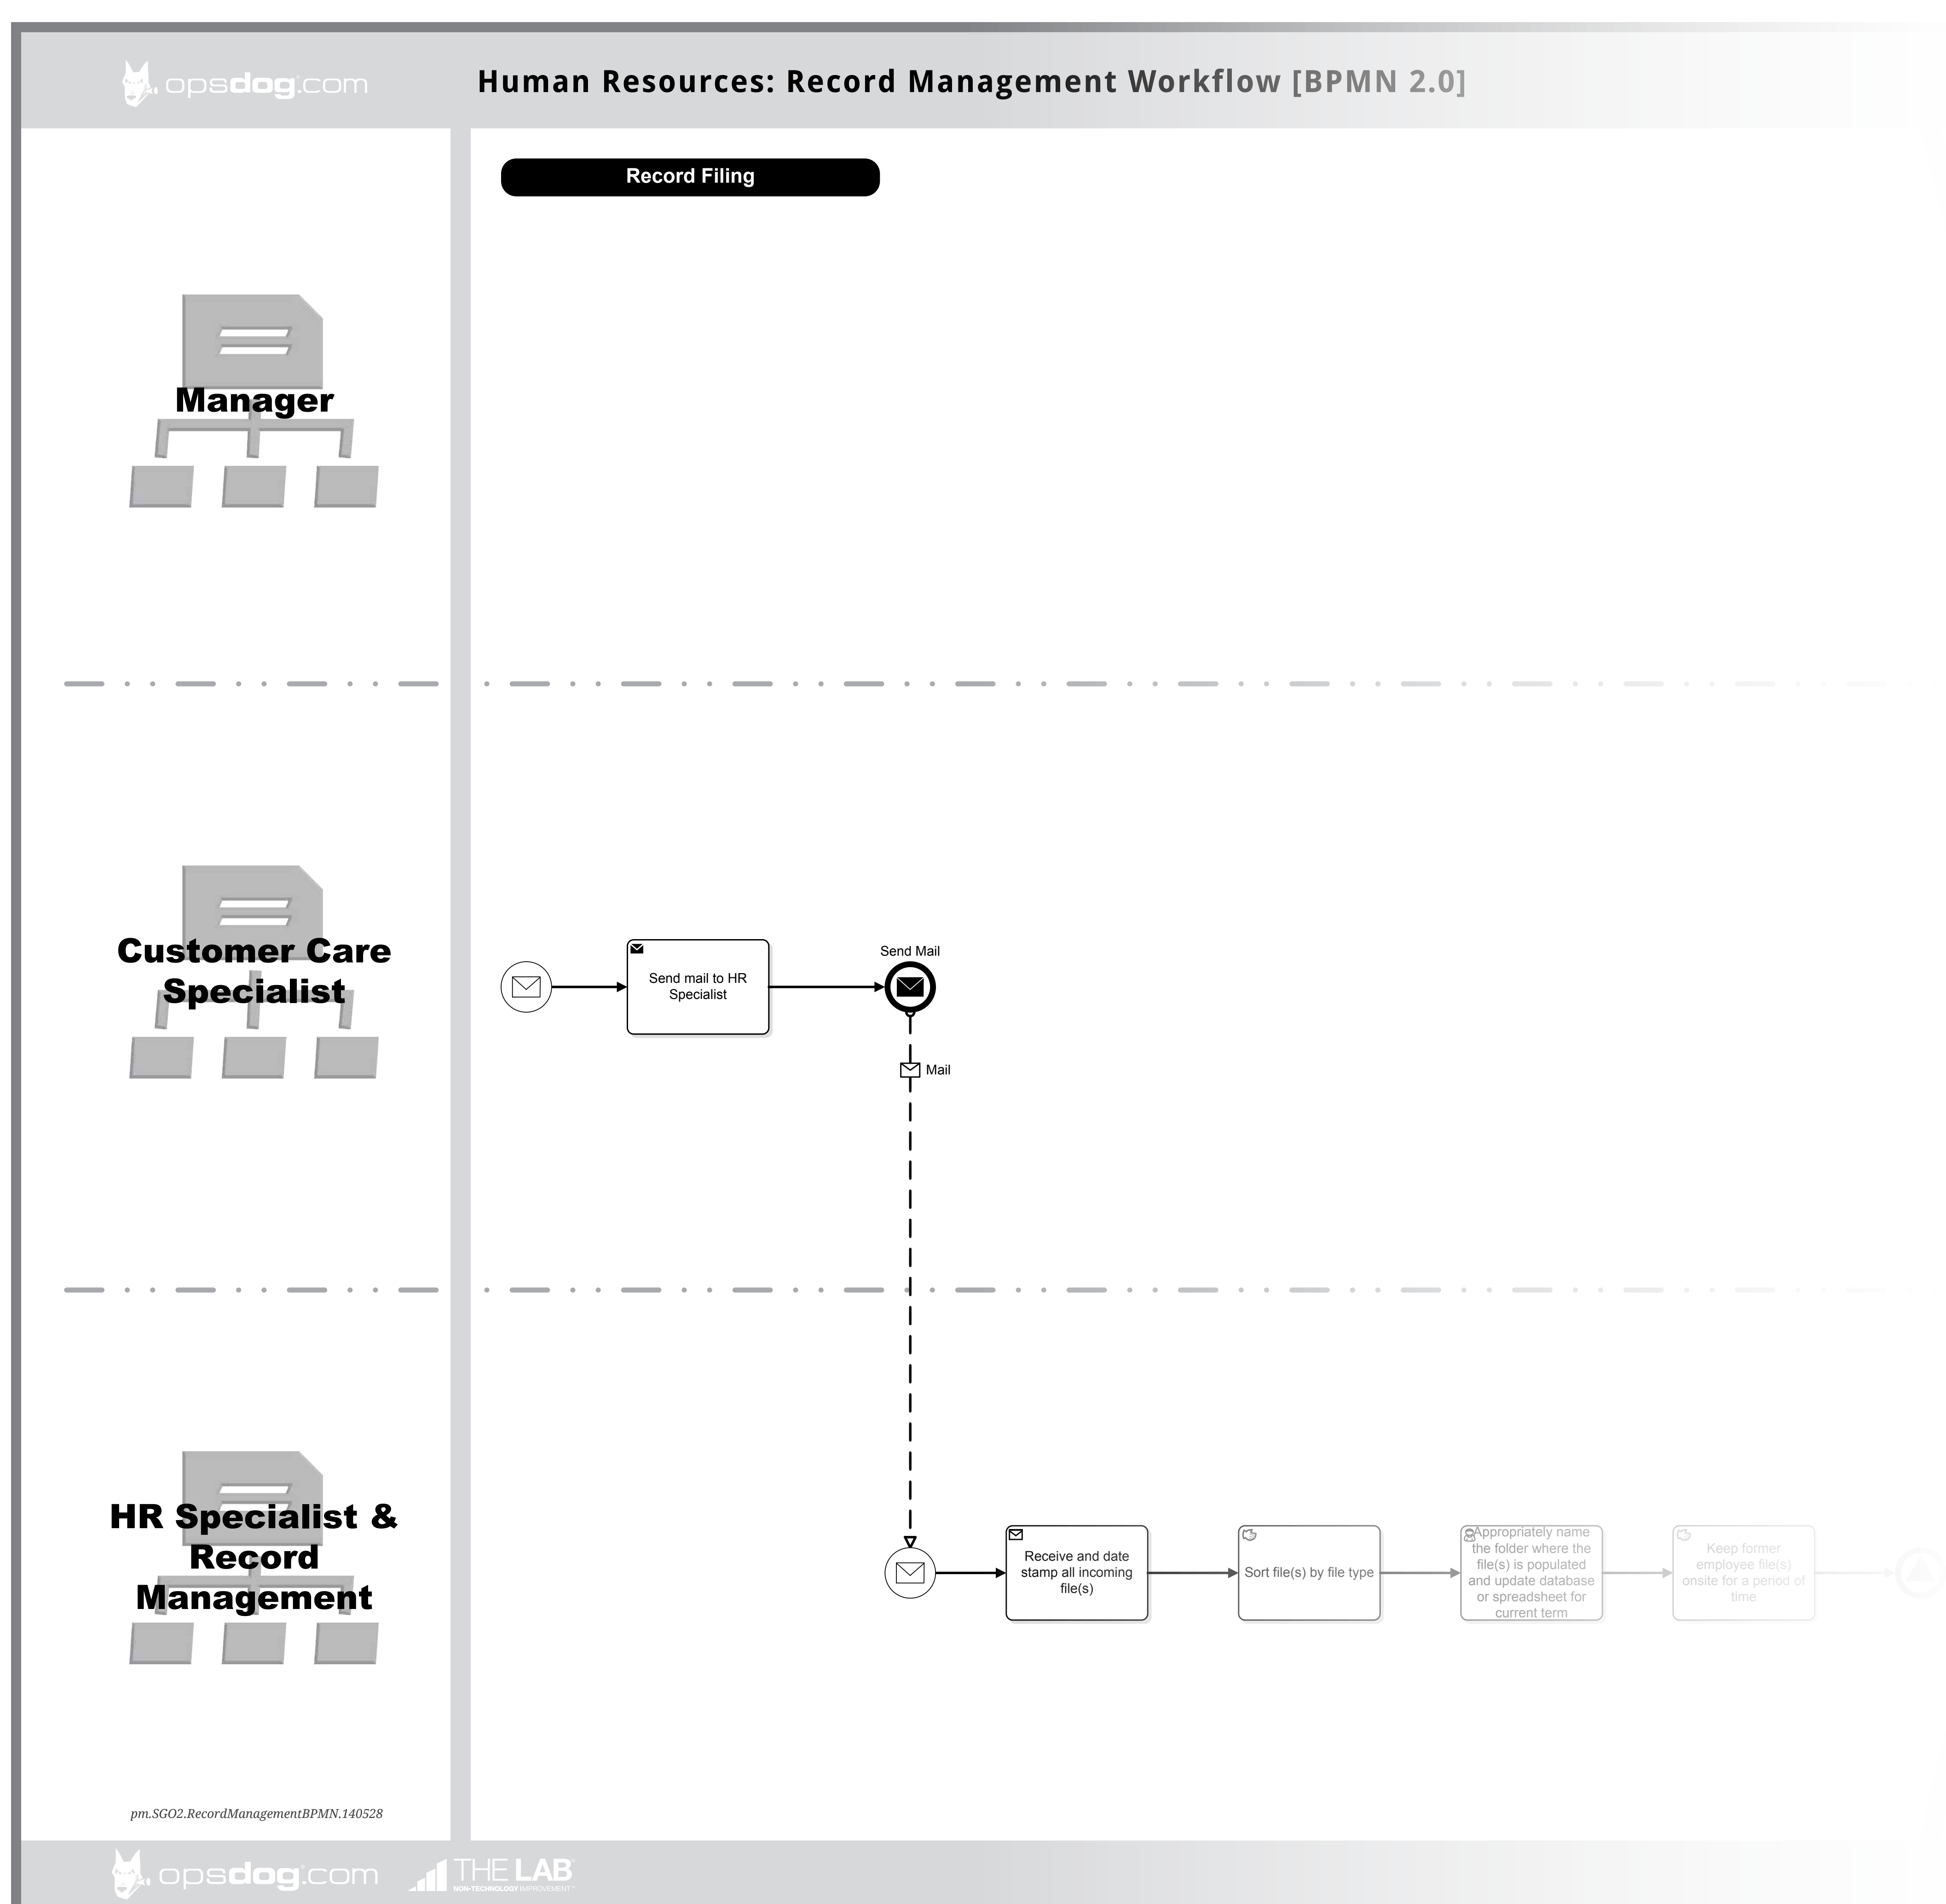 opsdog.com
Human Resources: Record Management Workflow [BPMN 2.0]
Record Filing
Manager
Customer Care
Specialist
Send mail to HR
Specialist
Send Mail
Mail
HR Specialist &
Record
Management
Receive and date
stamp all incoming
file(s)
Sort file(s) by file type
Appropriately name
the folder where the
file(s) is populated
and update database
or spreadsheet for
current term
Keep former
employee file(s)
onsite for a period of
time
pm.SGO2.RecordManagementBPMN.140528
opsdog.com
THE LAB
NON-TECHNOLOGY IMPROVEMENT